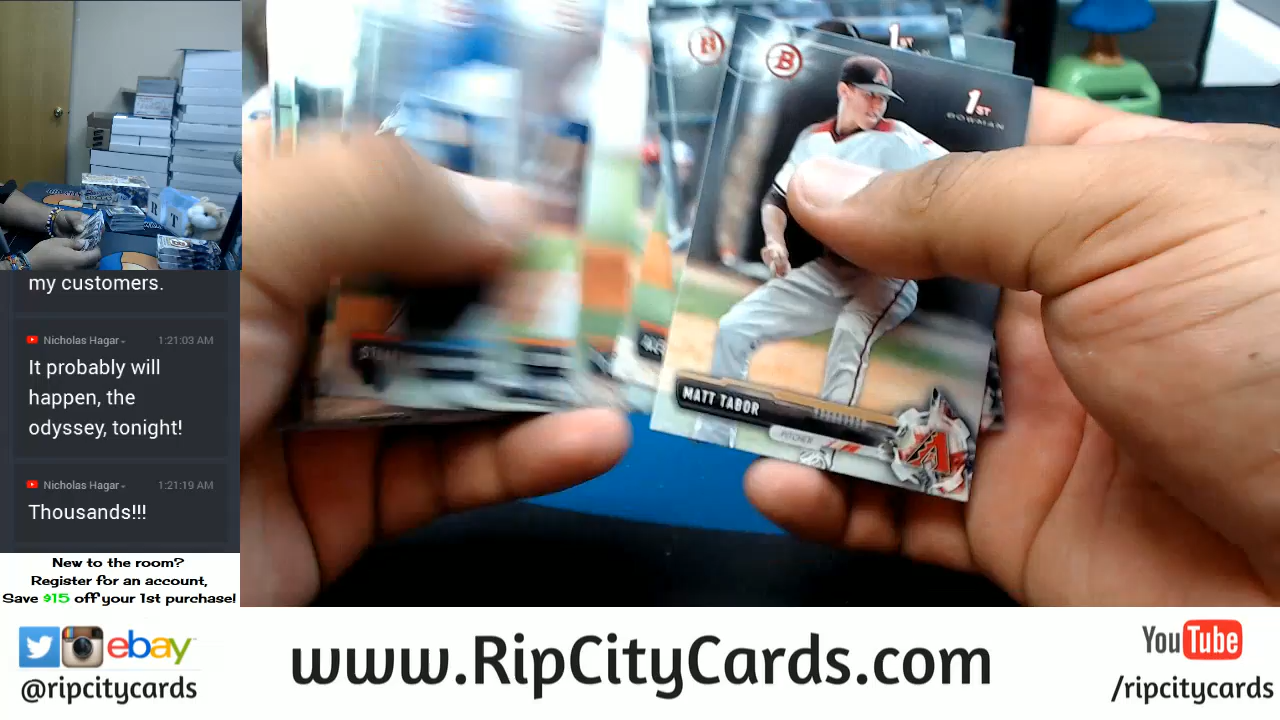 my customers.
Nicholas Hagar
1:21:03 AM
It probably will
happen, the
odyssey, tonight!
Nicholas Hagar
1:21:19 AM
Thousands!!!
New to the room?
Register for an account,
Save $15 off your 1st purchase!
B
1ST
BOWMAN
1ST
MATT TABOR
PITCHER
A
ebay
@ripcitycards
www.RipCityCards.com
YouTube
/ripcitycards